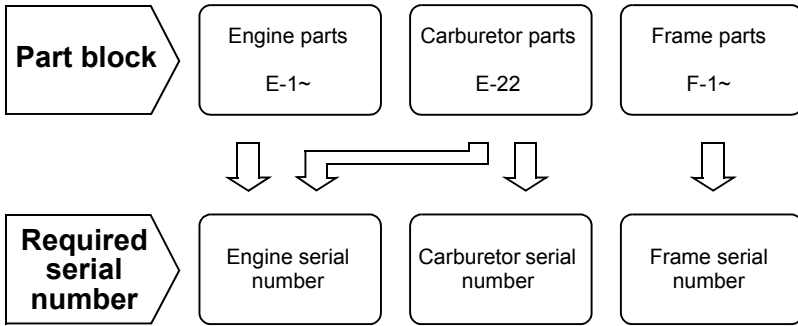 Part block
Engine parts
E-1~
Carburetor parts
E-22
Frame parts
F-1~
Required
serial
number
Engine serial
number
Carburetor serial
number
Frame serial
number